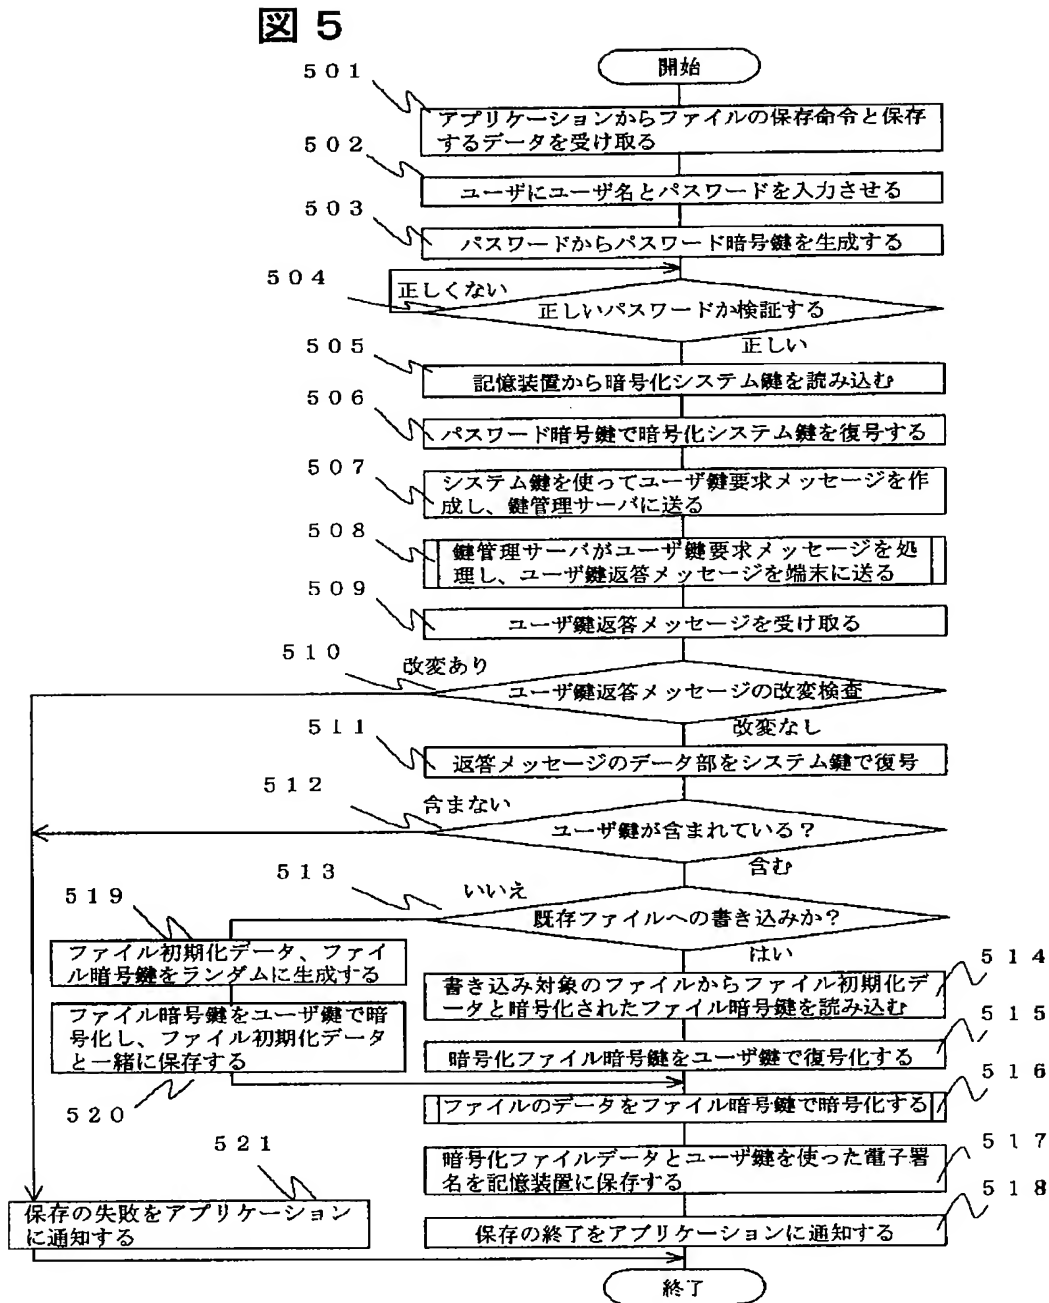 図 5
開始
501
アプリケーションからファイルの保存命令と保存
するデータを受け取る
502
ユーザにユーザ名とパスワードを入力させる
503
パスワードからパスワード暗号鍵を生成する
504
正しくない
正しいパスワードか検証する
正しい
505
記憶装置から暗号化システム鍵を読み込む
506
パスワード暗号鍵で暗号化システム鍵を復号する
507
システム鍵を使ってユーザ鍵要求メッセージを作
成し、鍵管理サーバに送る
508
鍵管理サーバがユーザ鍵要求メッセージを処
理し、ユーザ鍵返答メッセージを端末に送る
509
ユーザ鍵返答メッセージを受け取る
510
改変あり
ユーザ鍵返答メッセージの改変検査
改変なし
511
返答メッセージのデータ部をシステム鍵で復号
512
含まない
ユーザ鍵が含まれている？
含む
513
いいえ
既存ファイルへの書き込みか？
はい
519
ファイル初期化データ、ファ
イル暗号鍵をランダムに生成する
514
書き込み対象のファイルからファイル初期化デ
ータと暗号化されたファイル暗号鍵を読み込む
ファイル暗号鍵をユーザ鍵で暗
号化し、ファイル初期化データ
と一緒に保存する
520
515
暗号化ファイル暗号鍵をユーザ鍵で復号化する
516
ファイルのデータをファイル暗号鍵で暗号化する
517
暗号化ファイルデータとユーザ鍵を使った電子署
名を記憶装置に保存する
521
保存の失敗をアプリケーション
に通知する
518
保存の終了をアプリケーションに通知する
終了